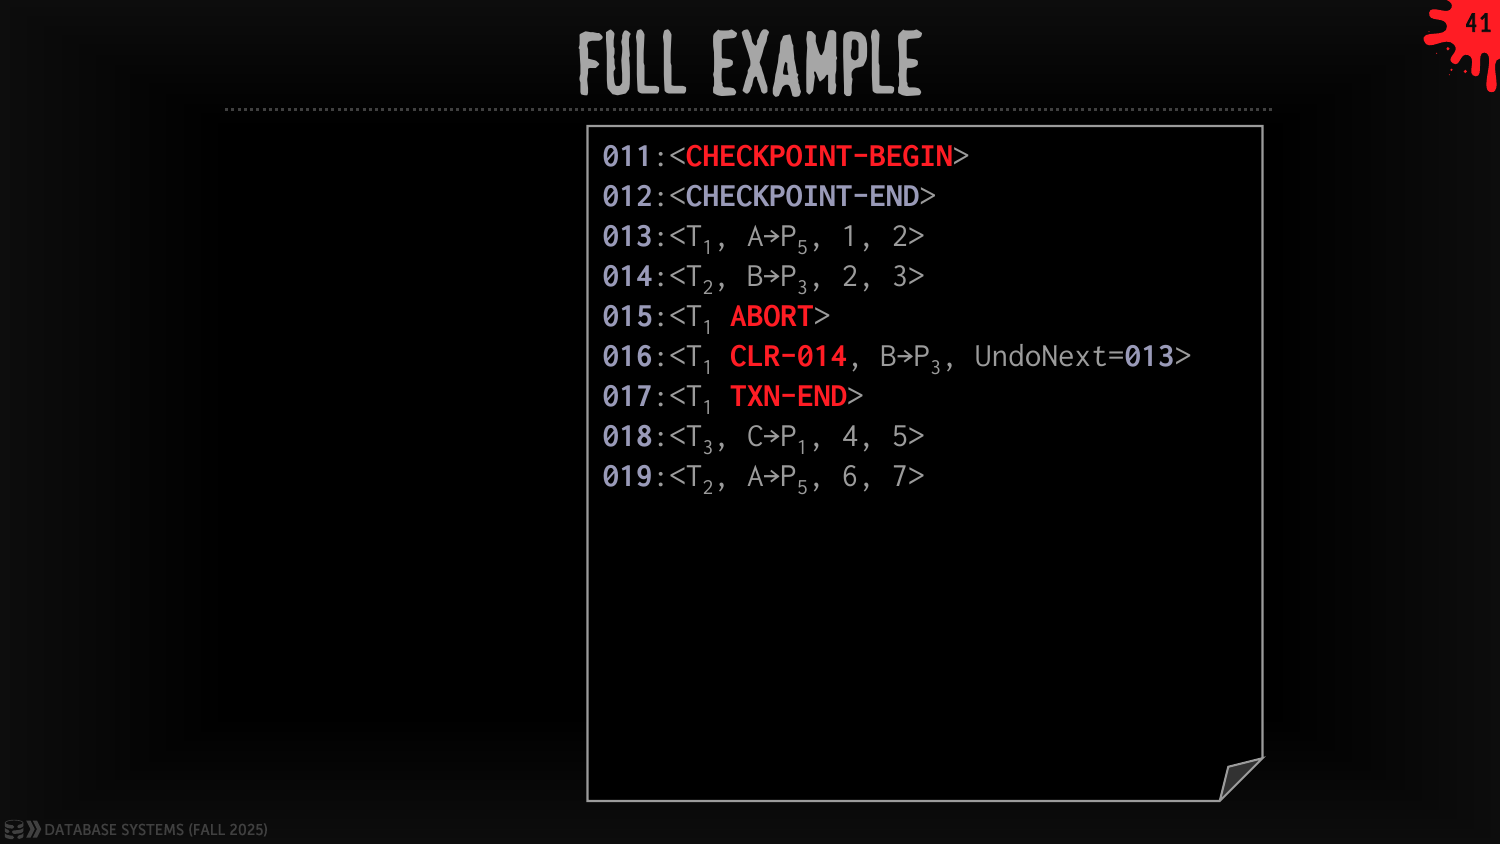 41
FULL EXAMPLE
011:<CHECKPOINT-BEGIN>
012:<CHECKPOINT-END>
013:<T1, A→P5, 1, 2>
014:<T2, B→P3, 2, 3>
015:<T1 ABORT>
016:<T1 CLR-014, B→P3, UndoNext=013>
017:<T1 TXN-END>
018:<T3, C→P1, 4, 5>
019:<T2, A→P5, 6, 7>
DATABASE SYSTEMS (FALL 2025)